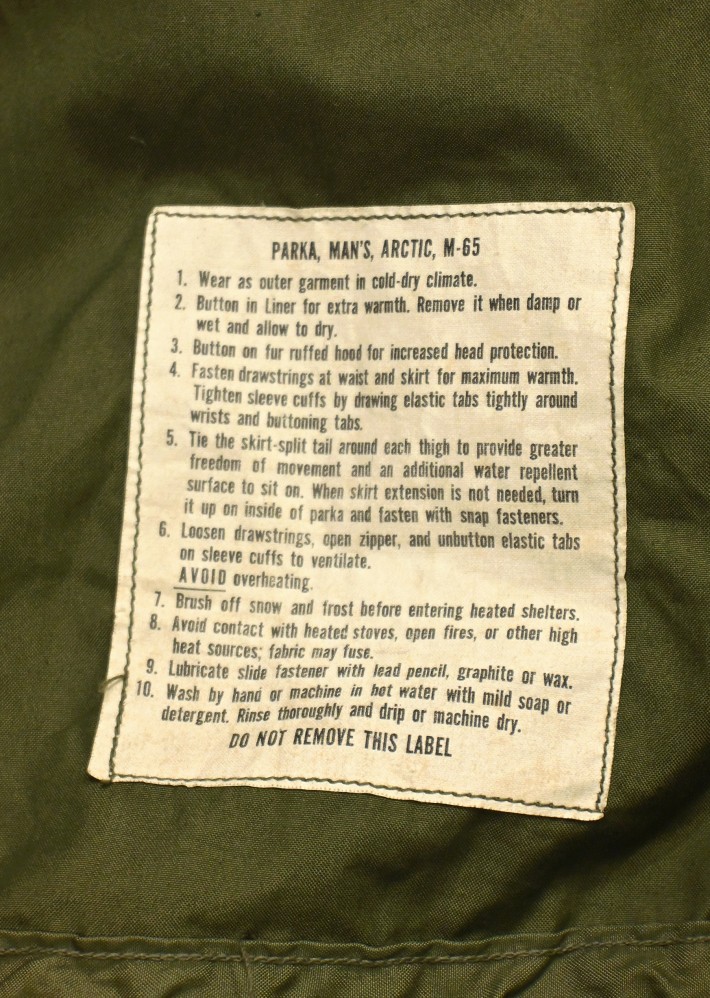 PARKA, MAN'S, ARCTIC, M-65
1. Wear as outer garment in cold-dry climate.
2. Button in Liner for extra warmth. Remove it when damp or
wet and allow to dry.
3. Button on fur ruffed hood for increased head protection.
4. Fasten drawstrings at waist and skirt for maximum warmth.
Tighten sleeve cuffs by drawing elastic tabs tightly around
wrists and buttoning tabs.
5. Tie the skirt-split tail around each thigh to provide greater
freedom of movement and an additional water repellent
surface to sit on. When skirt extension is not needed, turn
it up on inside of parka and fasten with snap fasteners.
6. Loosen drawstrings, open zipper, and unbutton elastic tabs
on sleeve cuffs to ventilate.
AVOID overheating.
7. Brush off snow and frost before entering heated shelters.
8. Avoid contact with heated stoves, open fires, or other high
heat sources; fabric may fuse.
9. Lubricate slide fastener with lead pencil, graphite or wax.
10. Wash by hand or machine in hot water with mild soap or
detergent. Rinse thoroughly and drip or machine dry.
DO NOT REMOVE THIS LABEL